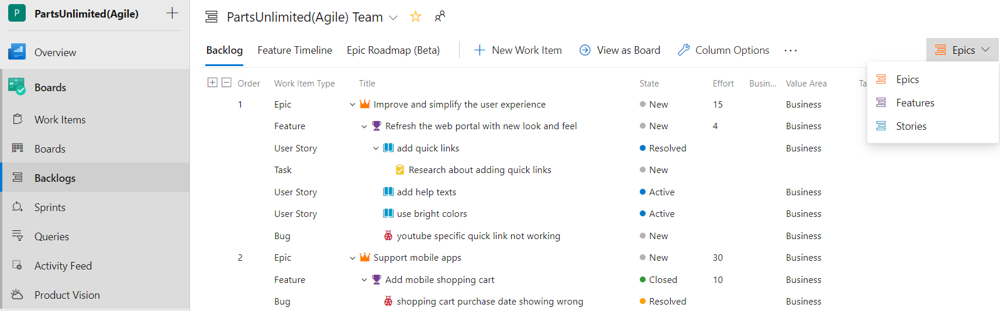 P PartsUnlimited(Agile)
PartsUnlimited(Agile) Team
Overview
Backlog Feature Timeline Epic Roadmap (Beta) New Work Item View as Board Column Options ... Epics
Epics
Features
Stories
Boards
Work Items
Boards
Backlogs
Sprints
Queries
Activity Feed
Product Vision
Order Work Item Type Title State Effort Busin... Value Area Ta
1 Epic Improve and simplify the user experience New 15 Business
Feature Refresh the web portal with new look and feel New 4 Business
User Story add quick links Resolved Business
Task Research about adding quick links New
User Story add help texts Active Business
User Story use bright colors Active Business
Bug youtube specific quick link not working New Business
2 Epic Support mobile apps New 30 Business
Feature Add mobile shopping cart Closed 10 Business
Bug shopping cart purchase date showing wrong Resolved Business